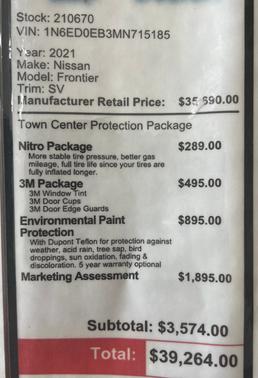 Stock: 210670
VIN: 1N6ED0EB3MN715185
Year: 2021
Make: Nissan
Model: Frontier
Trim: SV
Manufacturer Retail Price: $35,690.00
Town Center Protection Package
Nitro Package $289.00
More stable tire pressure, better gas
mileage, full tire life since your tires are
fully inflated longer.
3M Package $495.00
3M Window Tint
3M Door Cups
3M Door Edge Guards
Environmental Paint $895.00
Protection
With Dupont Teflon for protection against
weather, acid rain, tree sap, bird
droppings, sun oxidation, fading &
discoloration. 5 year warranty optional
Marketing Assessment $1,895.00
Subtotal: $3,574.00
Total: $39,264.00